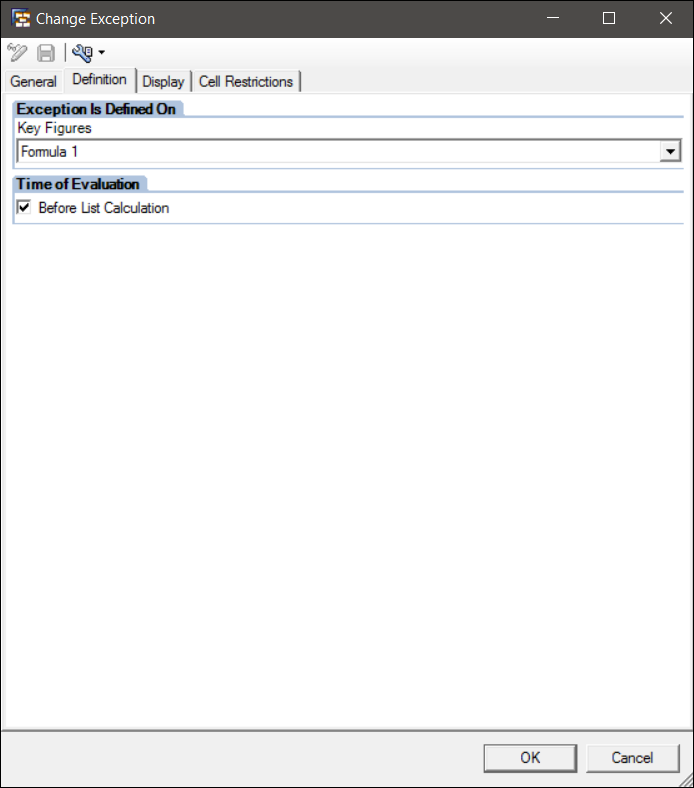 Change Exception
General Definition Display Cell Restrictions
Exception Is Defined On
Key Figures
Formula 1
Time of Evaluation
Before List Calculation
OK Cancel